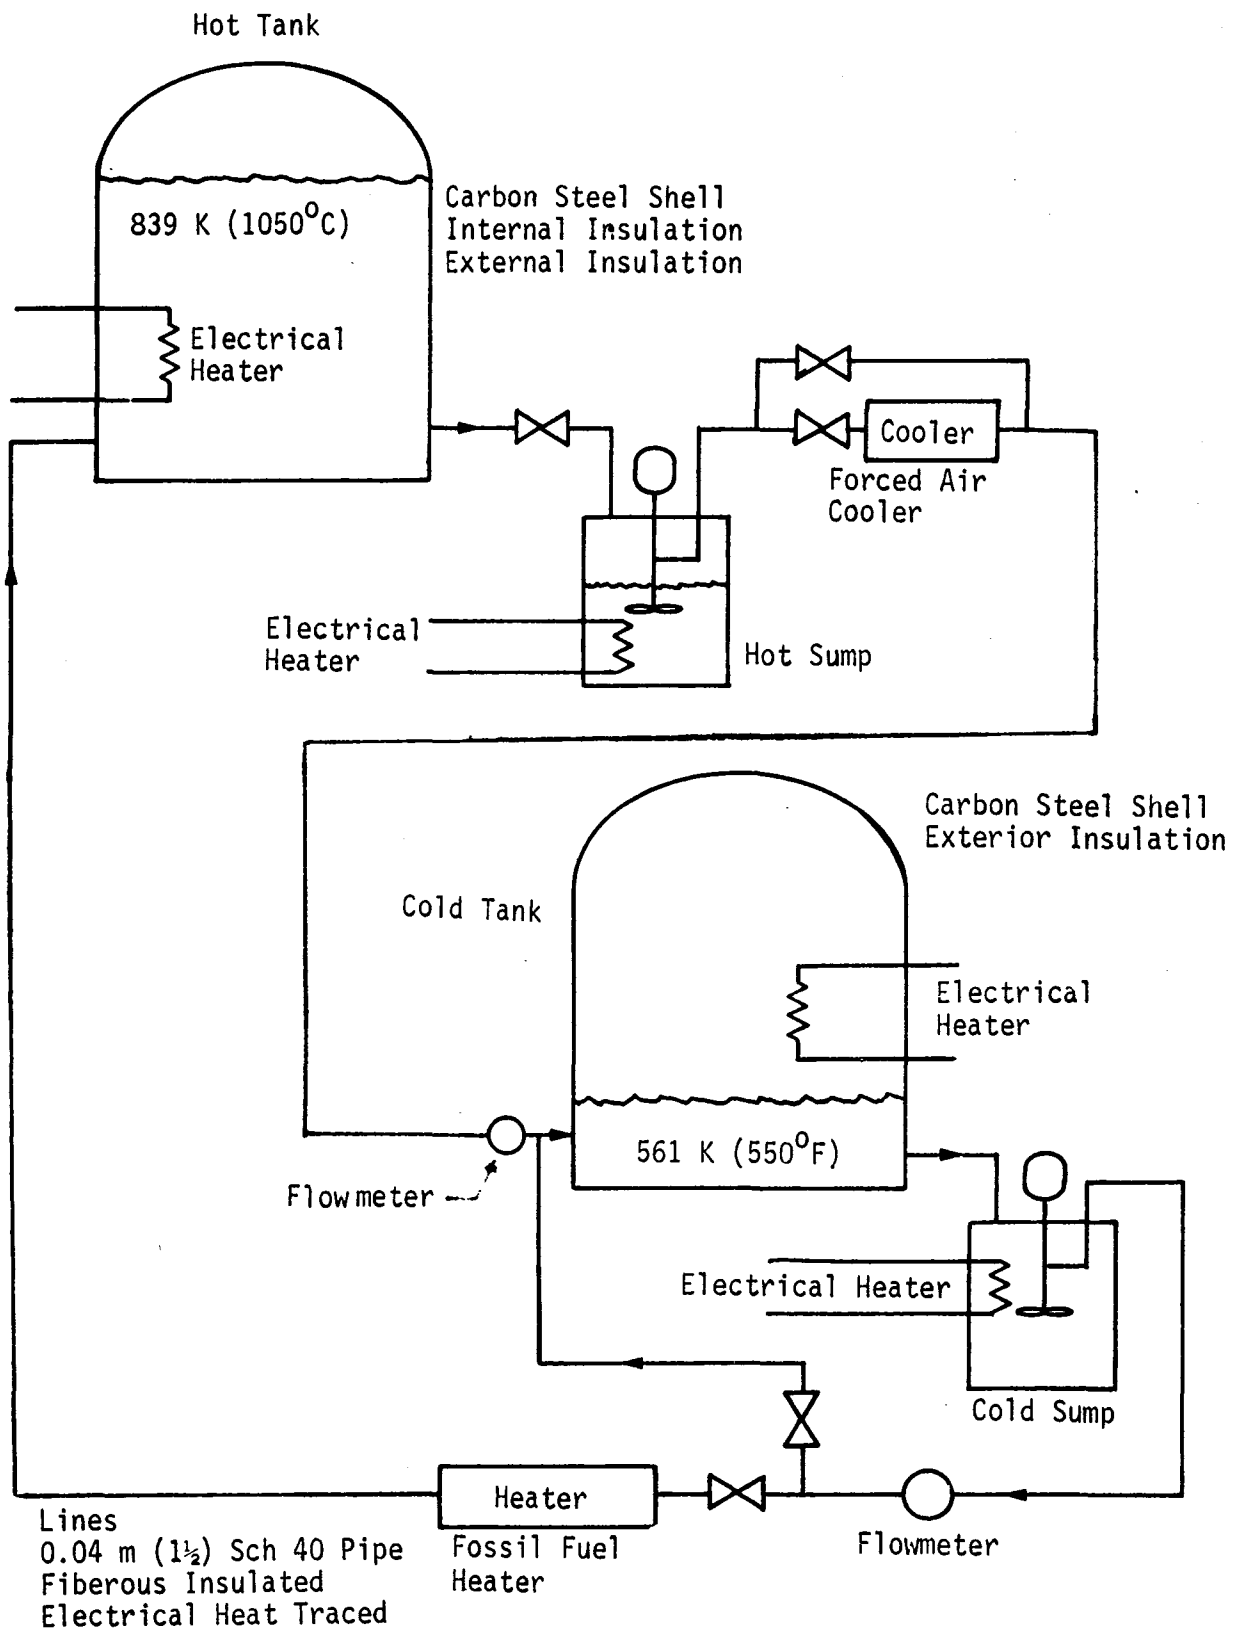 Hot Tank
Carbon Steel Shell
Internal Insulation
External Insulation
839 K (1050°C)
Electrical
Heater
Cooler
Forced Air
Cooler
Electrical
Heater
Hot Sump
Carbon Steel Shell
Exterior Insulation
Cold Tank
Electrical
Heater
561 K (550°F)
Flow meter
Electrical Heater
Cold Sump
Heater
Flowmeter
Fossil Fuel
Heater
Lines
0.04 m (1½) Sch 40 Pipe
Fiberous Insulated
Electrical Heat Traced